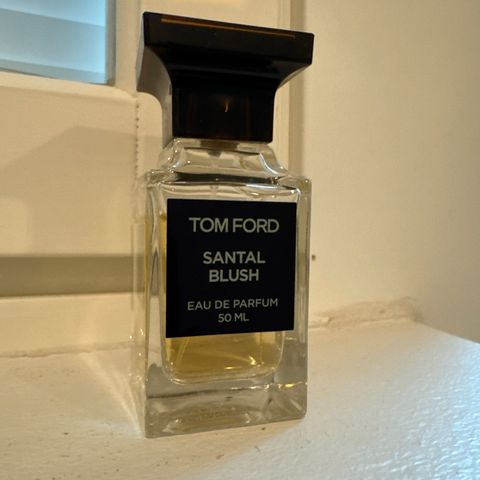 TOM FORD
SANTAL
BLUSH
EAU DE PARFUM
50 ML